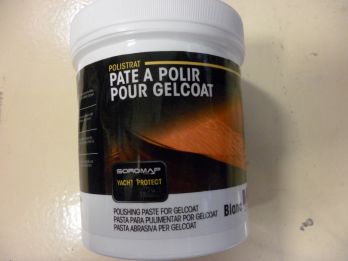 POLISTRAT
PATE A POLIR
POUR GELCOAT
SOROMAP
YACHT PROTECT
POLISHING PASTE FOR GELCOAT
PASTA PARA PULIMENTAR POR GELCOAT
PASTA ABRASIVA PER GELCOAT